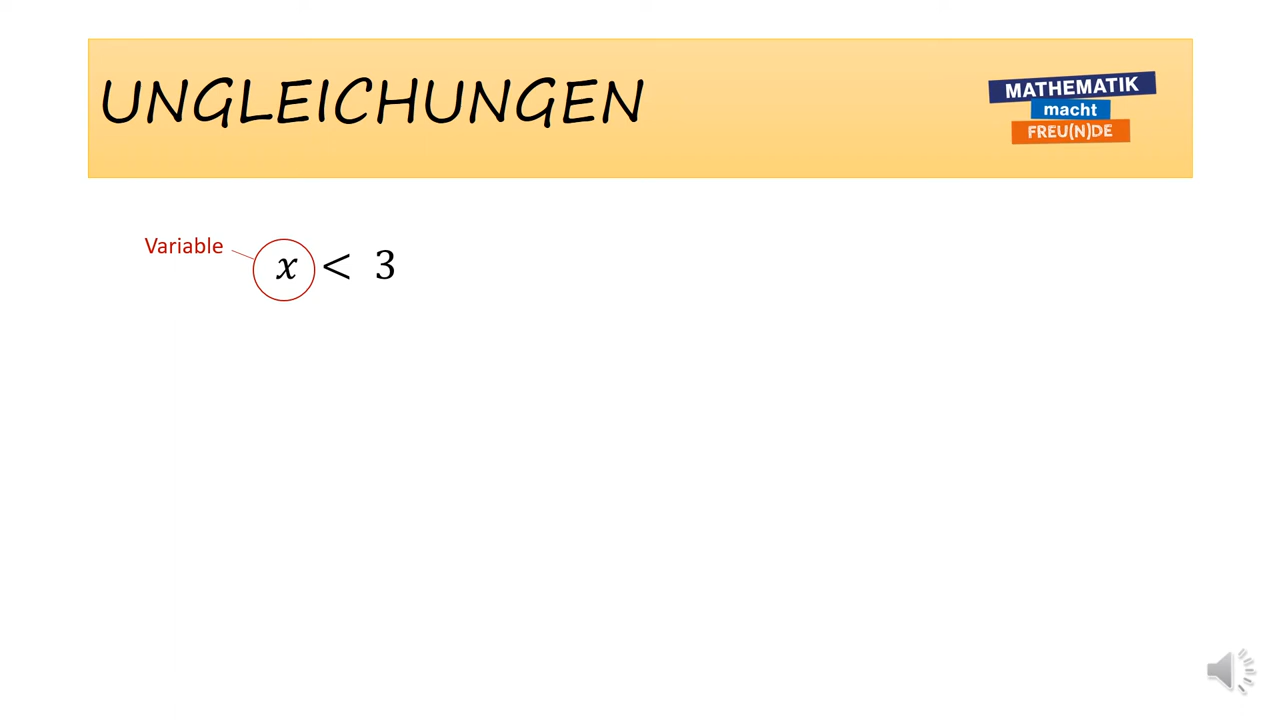 UNGLEICHUNGEN
MATHEMATIK
macht
FREU(N)DE
Variable
x < 3